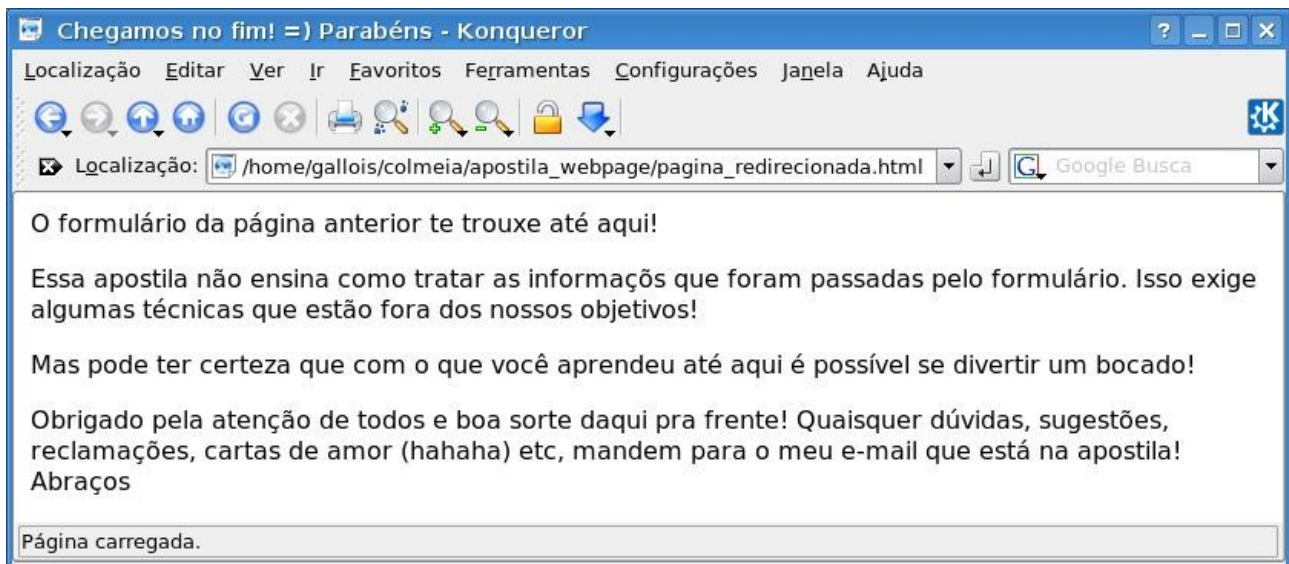 Chegamos no fim! =) Parabéns - Konqueror
Localização Editar Ver Ir Favoritos Ferramentas Configurações Janela Ajuda
Localização: /home/gallois/colmeia/apostila_webpage/pagina_redirecionada.html Google Busca
O formulário da página anterior te trouxe até aqui!
Essa apostila não ensina como tratar as informaçõs que foram passadas pelo formulário. Isso exige
algumas técnicas que estão fora dos nossos objetivos!
Mas pode ter certeza que com o que você aprendeu até aqui é possível se divertir um bocado!
Obrigado pela atenção de todos e boa sorte daqui pra frente! Quaisquer dúvidas, sugestões,
reclamações, cartas de amor (hahaha) etc, mandem para o meu e-mail que está na apostila!
Abraços
Página carregada.